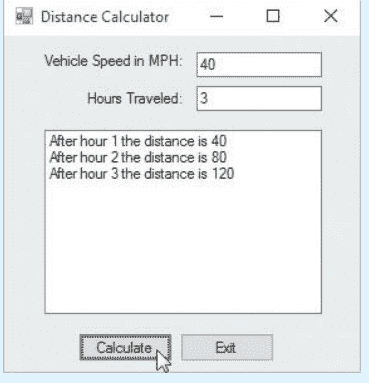 Distance Calculator
Vehicle Speed in MPH: 40
Hours Traveled: 3
After hour 1 the distance is 40
After hour 2 the distance is 80
After hour 3 the distance is 120
Calculate Exit